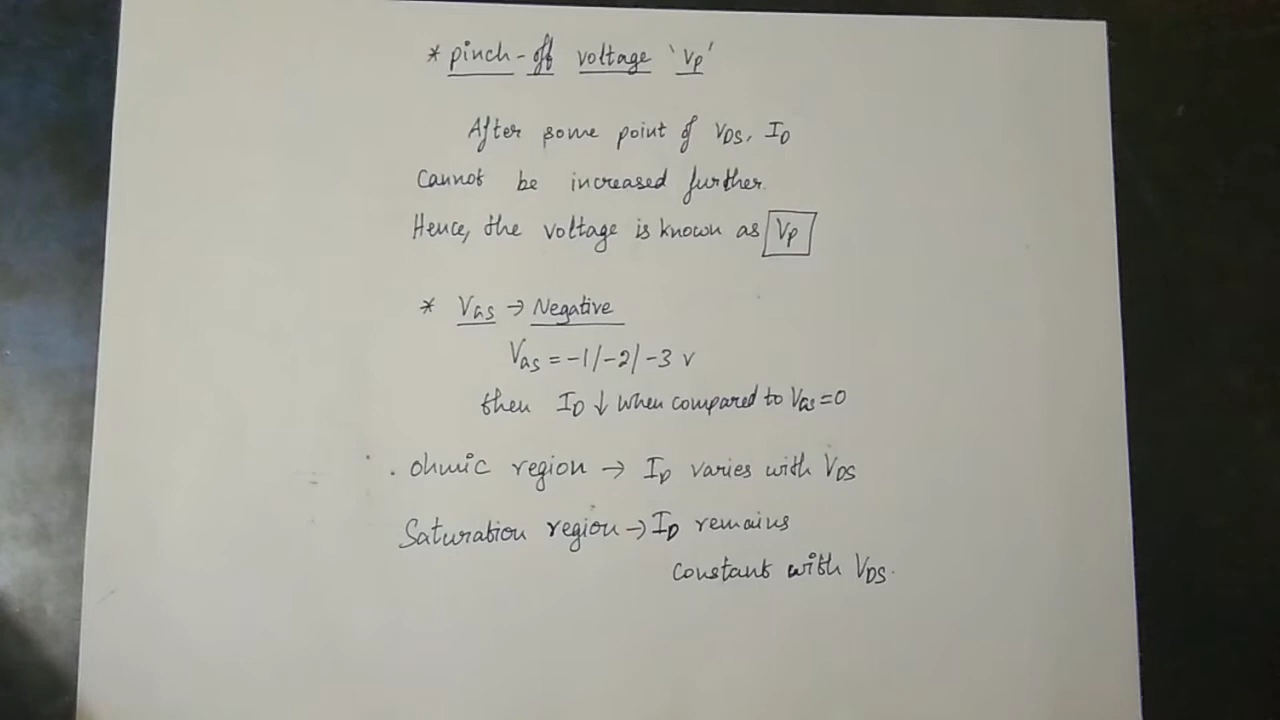 * pinch-off voltage 'Vp'
After some point of VDS, ID
cannot be increased further.
Hence, the voltage is known as Vp
* VGS → Negative
VGS = -1/-2/-3 v
then ID ↓ when compared to VGS=0
. ohmic region → ID varies with VDS
Saturation region → ID remains
constant with VDS.